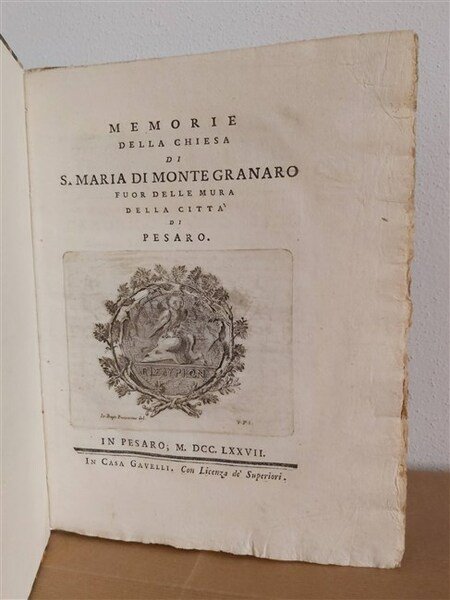 MEMORIE
DELLA CHIESA
DI
S. MARIA DI MONTE GRANARO
FUOR DELLE MURA
DELLA CITTA'
DI
PESARO.
IN PESARO; M. DCC. LXXVII.
IN CASA GAVELLI, Con Licenza de' Superiori.